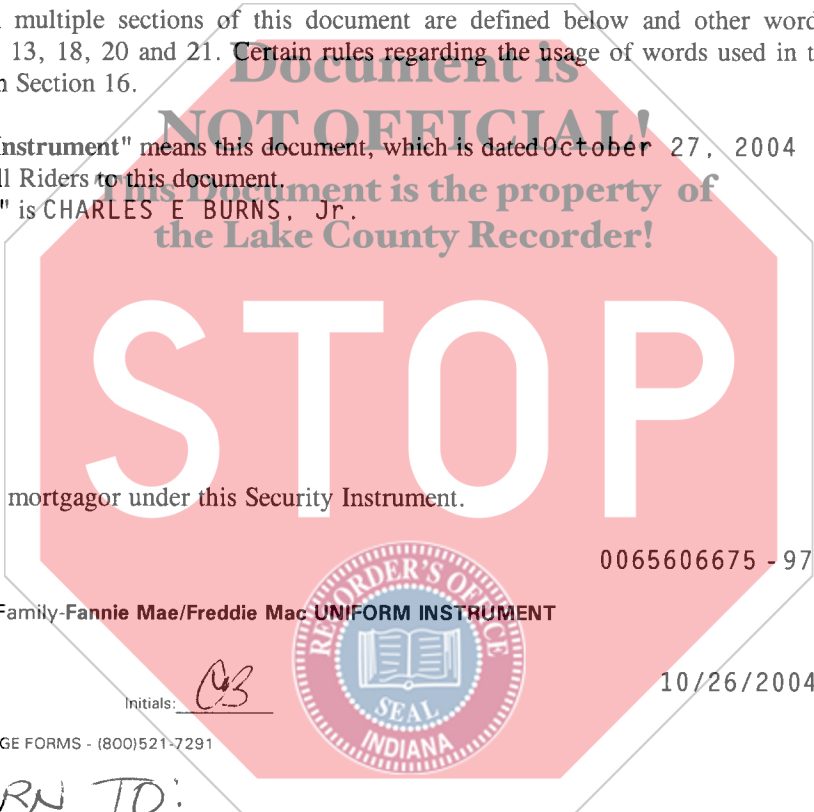 multiple sections of this document are defined below and other word
13, 18, 20 and 21. Certain rules regarding the usage of words used in t
n Section 16.
Document is
NOT OFFICIAL!
This Document is the property of
the Lake County Recorder!
Instrument" means this document, which is dated October 27, 2004
ll Riders to this document.
" is CHARLES E BURNS, Jr.
STOP
mortgagor under this Security Instrument.
0065606675 - 97
Family-Fannie Mae/Freddie Mac UNIFORM INSTRUMENT
RECORDER'S OFFICE
SEAL
INDIANA
Initials: CB
10/26/2004
GE FORMS - (800)521-7291
RN TO: